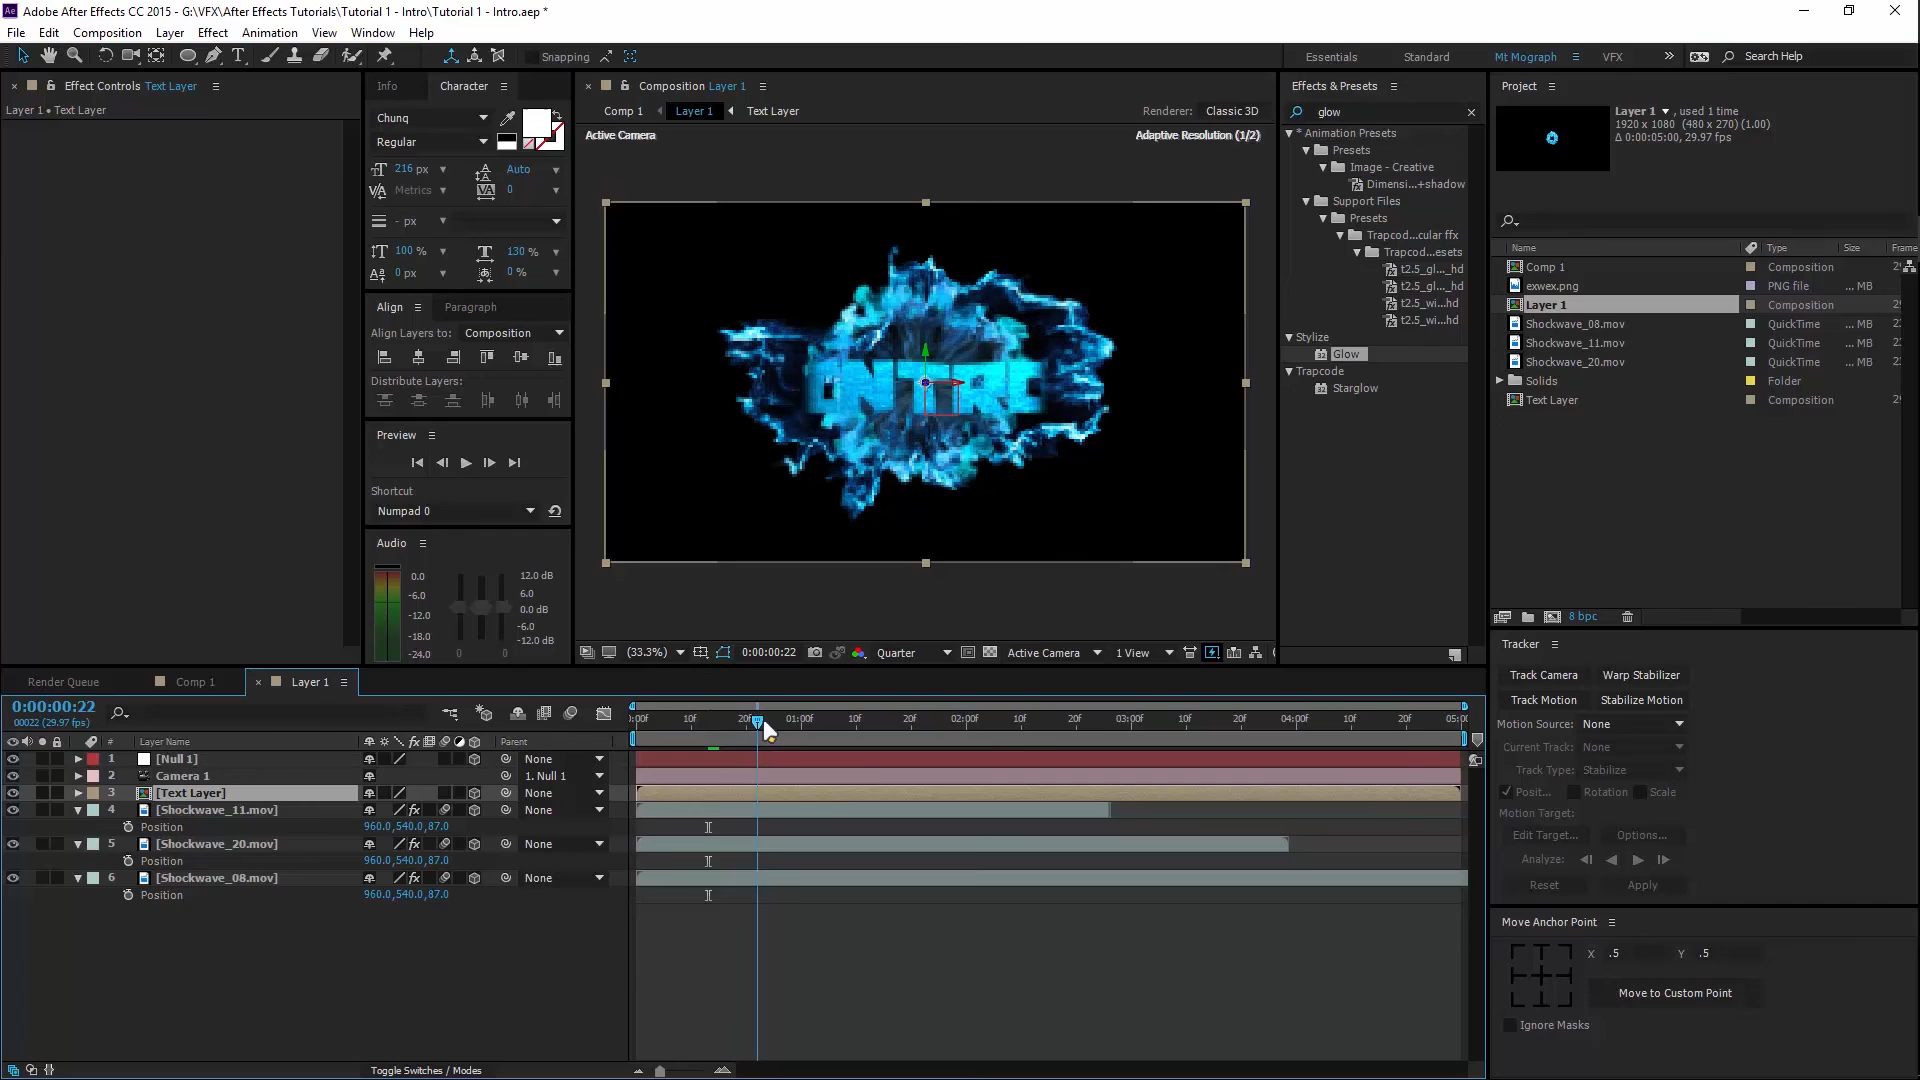 Adobe After Effects CC 2015 - G:\VFX\After Effects Tutorials\Tutorial 1 - Intro\Tutorial 1 - Intro.aep *
File Edit Composition Layer Effect Animation View Window Help
Snapping
Essentials Standard Mt Mograph VFX Search Help
Effect Controls Text Layer
Layer 1 • Text Layer
Info Character
Chunq
Regular
216 px Auto
Metrics 0
- px
100 % 130 %
0 px 0 %
Align Paragraph
Align Layers to: Composition
Distribute Layers:
Preview
Shortcut
Numpad 0
Audio
0.0 12.0 dB
-6.0 6.0
-12.0 0.0 dB
-18.0 -6.0
-24.0 -12.0 dB
0 0
Composition Layer 1
Comp 1 Layer 1 Text Layer
Renderer: Classic 3D
Active Camera Adaptive Resolution (1/2)
(33.3%) 0:00:00:22 Quarter Active Camera 1 View
Effects & Presets
glow
* Animation Presets
Presets
Image - Creative
Dimensi...+shadow
Support Files
Presets
Trapcod...cular ffx
Trapcod...esets
t2.5_gl..._hd
t2.5_gl..._hd
t2.5_wi...hd
t2.5_wi...hd
Stylize
32 Glow
Trapcode
32 Starglow
Project
Layer 1 , used 1 time
1920 x 1080 (480 x 270) (1.00)
Δ 0:00:05:00, 29.97 fps
Name Type Size Frame
Comp 1 Composition
exwex.png PNG file ... MB
Layer 1 Composition
Shockwave_08.mov QuickTime ... MB
Shockwave_11.mov QuickTime ... MB
Shockwave_20.mov QuickTime ... MB
Solids Folder
Text Layer Composition
8 bpc
Tracker
Track Camera Warp Stabilizer
Track Motion Stabilize Motion
Motion Source: None
Current Track: None
Track Type: Stabilize
Posit... Rotation Scale
Motion Target:
Edit Target... Options...
Analyze:
Reset Apply
Move Anchor Point
X .5 Y .5
Move to Custom Point
Ignore Masks
Render Queue Comp 1 Layer 1
0:00:00:22
00022 (29.97 fps)
:00f 10f 20f 01:00f 10f 20f 02:00f 10f 20f 03:00f 10f 20f 04:00f 10f 20f 05:00
# Layer Name Parent
1 [Null 1] None
2 Camera 1 1. Null 1
3 [Text Layer] None
4 [Shockwave_11.mov] None
Position 960.0,540.0,87.0
5 [Shockwave_20.mov] None
Position 960.0,540.0,87.0
6 [Shockwave_08.mov] None
Position 960.0,540.0,87.0
Toggle Switches / Modes